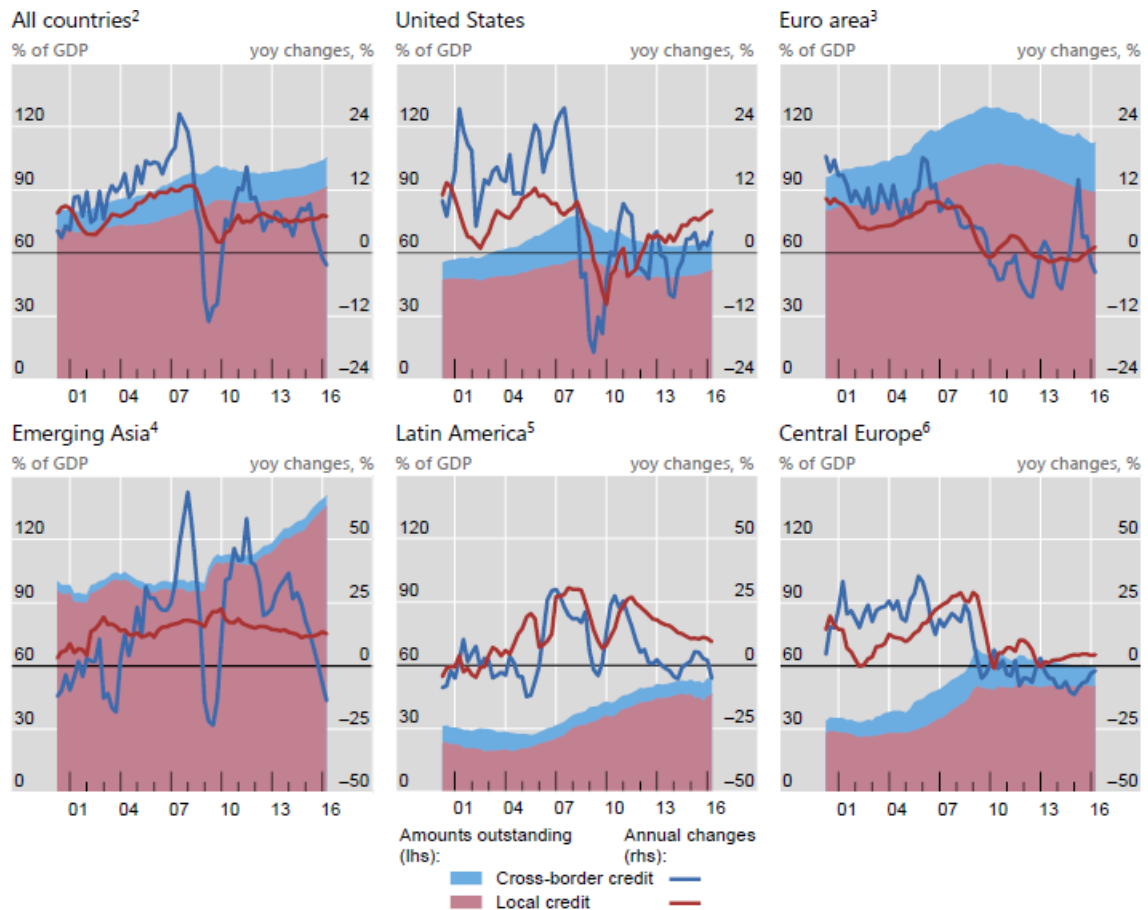 All countries2 United States Euro area3
% of GDP yoy changes, % % of GDP yoy changes, % % of GDP yoy changes, %
120 24 120 24 120 24
90 12 90 12 90 12
60 0 60 0 60 0
30 –12 30 –12 30 –12
0 –24 0 –24 0 –24
01 04 07 10 13 16 01 04 07 10 13 16 01 04 07 10 13 16
Emerging Asia4 Latin America5 Central Europe6
% of GDP yoy changes, % % of GDP yoy changes, % % of GDP yoy changes, %
120 50 120 50 120 50
90 25 90 25 90 25
60 0 60 0 60 0
30 –25 30 –25 30 –25
0 –50 0 –50 0 –50
01 04 07 10 13 16 01 04 07 10 13 16 01 04 07 10 13 16
Amounts outstanding Annual changes
(lhs): (rhs):
Cross-border credit
Local credit